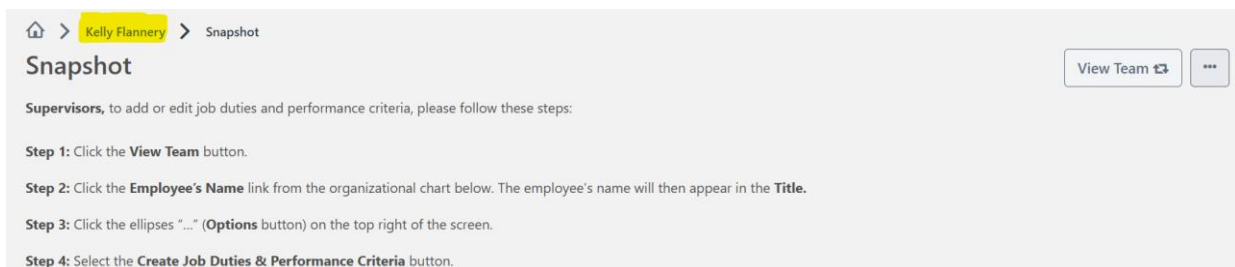 Kelly Flannery Snapshot
Snapshot
View Team ...
Supervisors, to add or edit job duties and performance criteria, please follow these steps:
Step 1: Click the View Team button.
Step 2: Click the Employee's Name link from the organizational chart below. The employee's name will then appear in the Title.
Step 3: Click the ellipses "..." (Options button) on the top right of the screen.
Step 4: Select the Create Job Duties & Performance Criteria button.